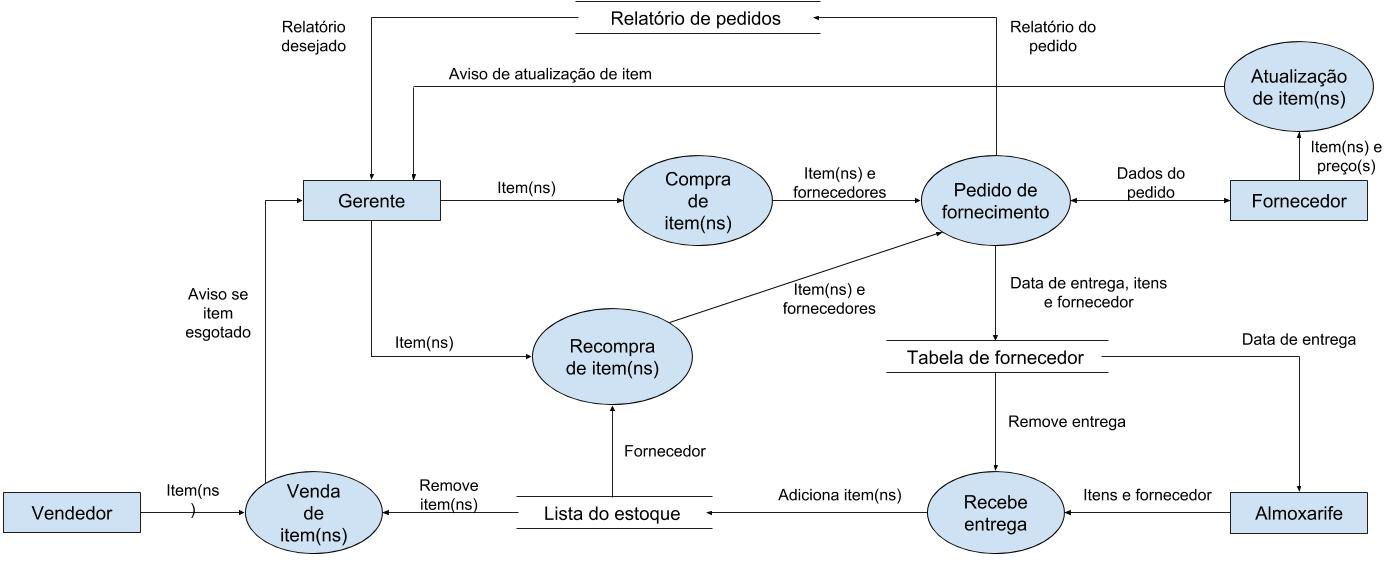 Relatório
desejado
Relatório de pedidos
Relatório do
pedido
Aviso de atualização de item
Atualização
de item(ns)
Item(ns) e
preço(s)
Gerente
Item(ns)
Compra
de
item(ns)
Item(ns) e
fornecedores
Pedido de
fornecimento
Dados do
pedido
Fornecedor
Aviso se
item
esgotado
Item(ns)
Recompra
de item(ns)
Item(ns) e
fornecedores
Data de entrega, itens
e fornecedor
Tabela de fornecedor
Data de entrega
Remove entrega
Fornecedor
Vendedor
Item(ns
)
Venda
de
item(ns)
Remove
item(ns)
Lista do estoque
Adiciona item(ns)
Recebe
entrega
Itens e fornecedor
Almoxarife